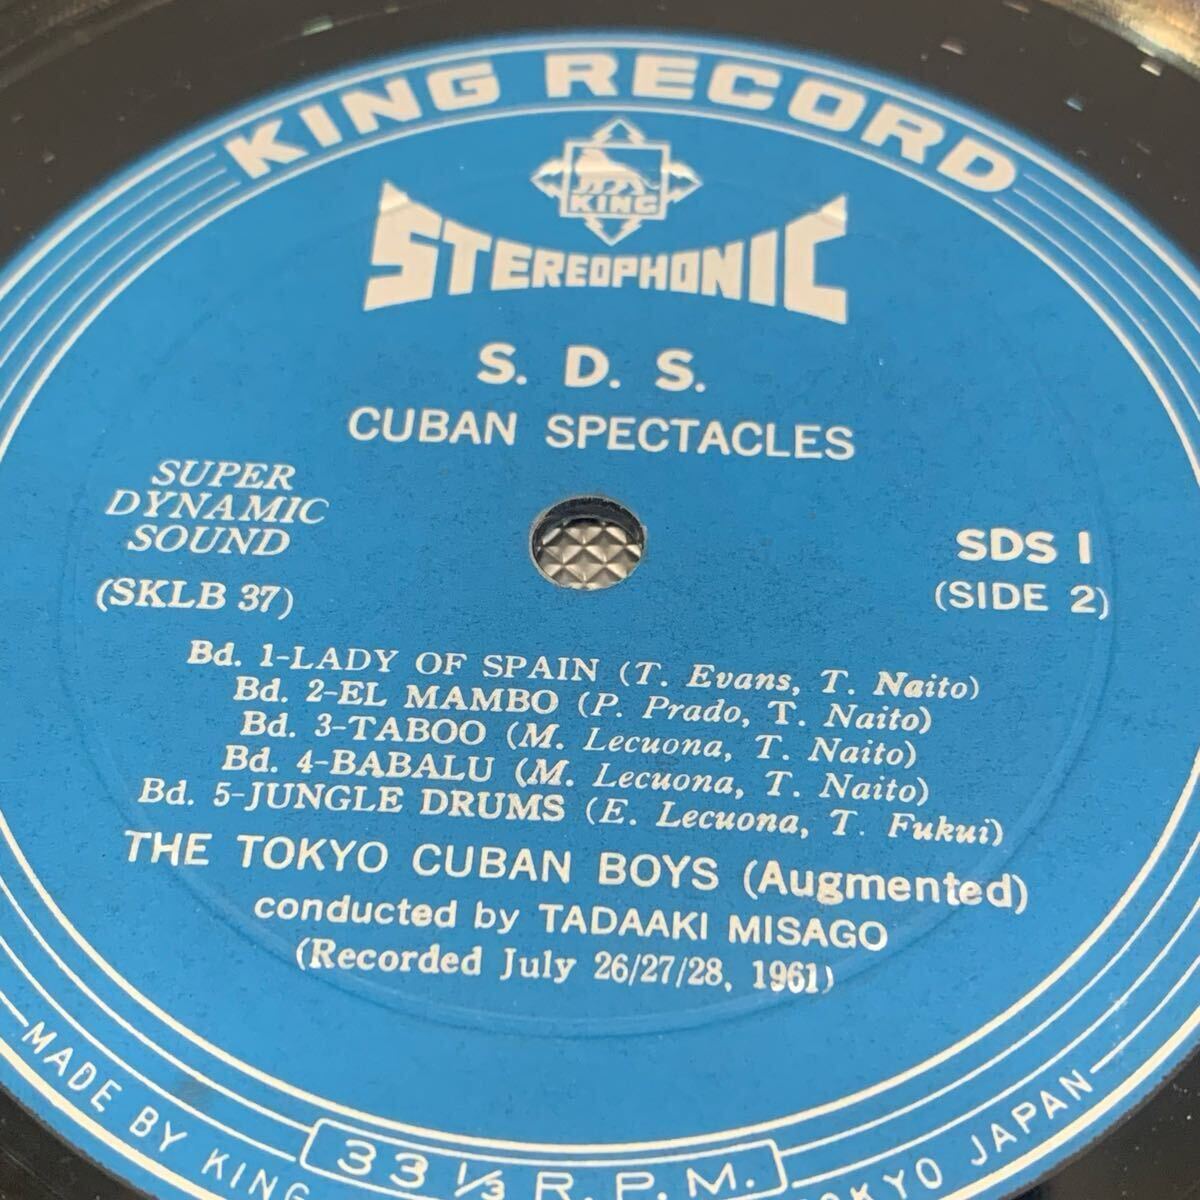 KING RECORD
KING
STEREOPHONIC
S. D. S.
CUBAN SPECTACLES
SUPER
DYNAMIC
SOUND
(SKLB 37)
SDS 1
(SIDE 2)
Bd. 1-LADY OF SPAIN (T. Evans, T. Naito)
Bd. 2-EL MAMBO (P. Prado, T. Naito)
Bd. 3-TABOO (M. Lecuona, T. Naito)
Bd. 4-BABALU (M. Lecuona, T. Naito)
Bd. 5-JUNGLE DRUMS (E. Lecuona, T. Fukui)
THE TOKYO CUBAN BOYS (Augmented)
conducted by TADAAKI MISAGO
(Recorded July 26/27/28, 1961)
33 1/3 R.P.M.
MADE BY KING
JAPAN